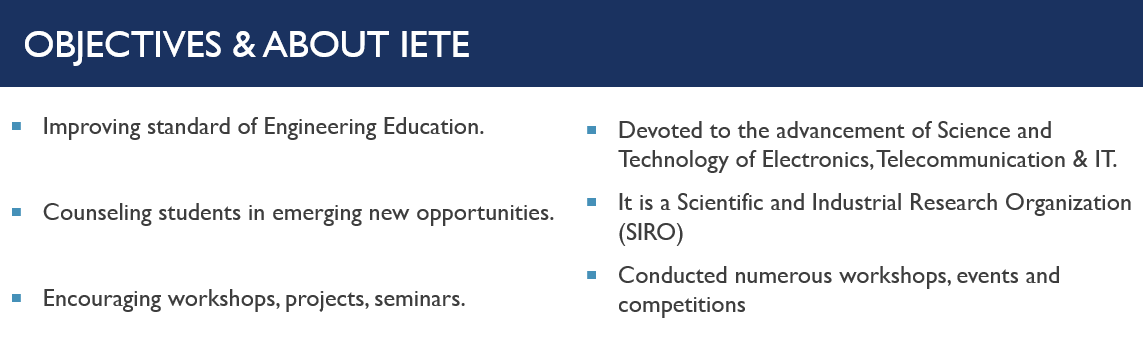 OBJECTIVES & ABOUT IETE
Improving standard of Engineering Education.
Counseling students in emerging new opportunities.
Encouraging workshops, projects, seminars.
Devoted to the advancement of Science and
Technology of Electronics, Telecommunication & IT.
It is a Scientific and Industrial Research Organization
(SIRO)
Conducted numerous workshops, events and
competitions